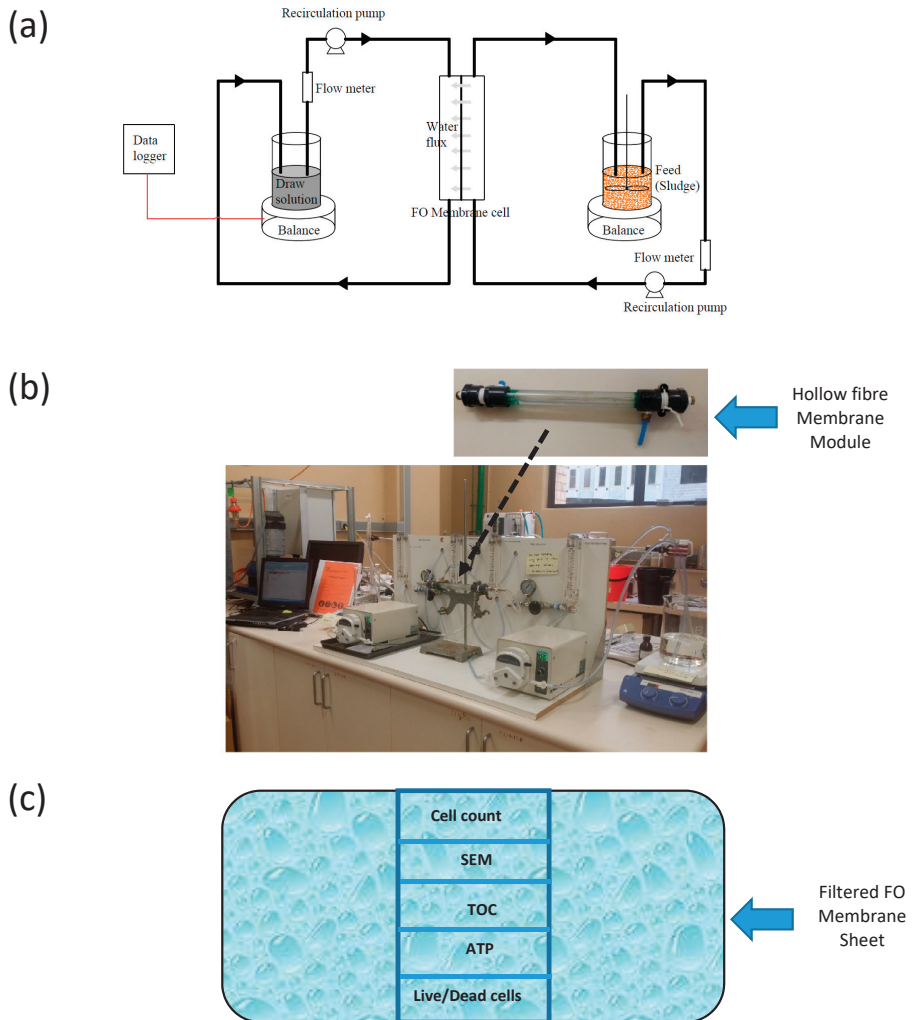 (a)
Recirculation pump
Flow meter
Data
logger
Draw
solution
Balance
Water
flux
FO Membrane cell
Feed
(Sludge)
Balance
Flow meter
Recirculation pump
(b)
Hollow fibre
Membrane
Module
(c)
Cell count
SEM
TOC
ATP
Live/Dead cells
Filtered FO
Membrane
Sheet